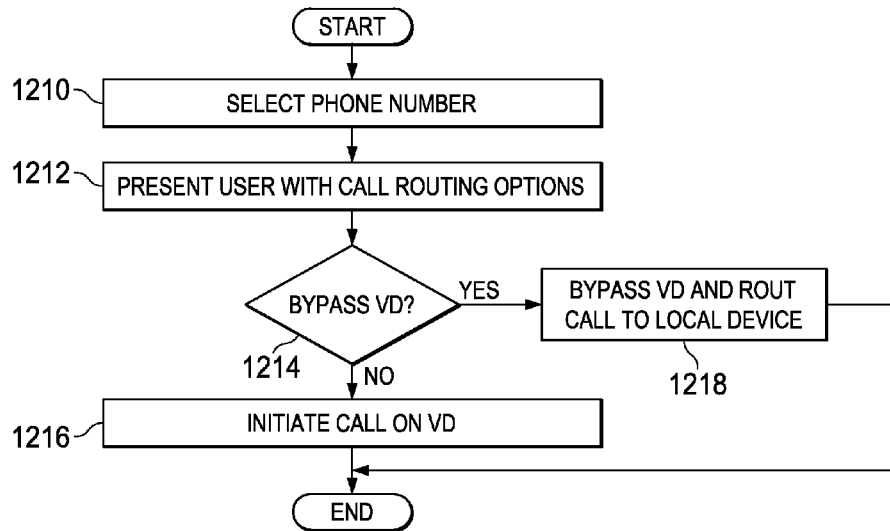 START
1210
SELECT PHONE NUMBER
1212
PRESENT USER WITH CALL ROUTING OPTIONS
BYPASS VD?
YES
BYPASS VD AND ROUT
CALL TO LOCAL DEVICE
1214
NO
1218
1216
INITIATE CALL ON VD
END